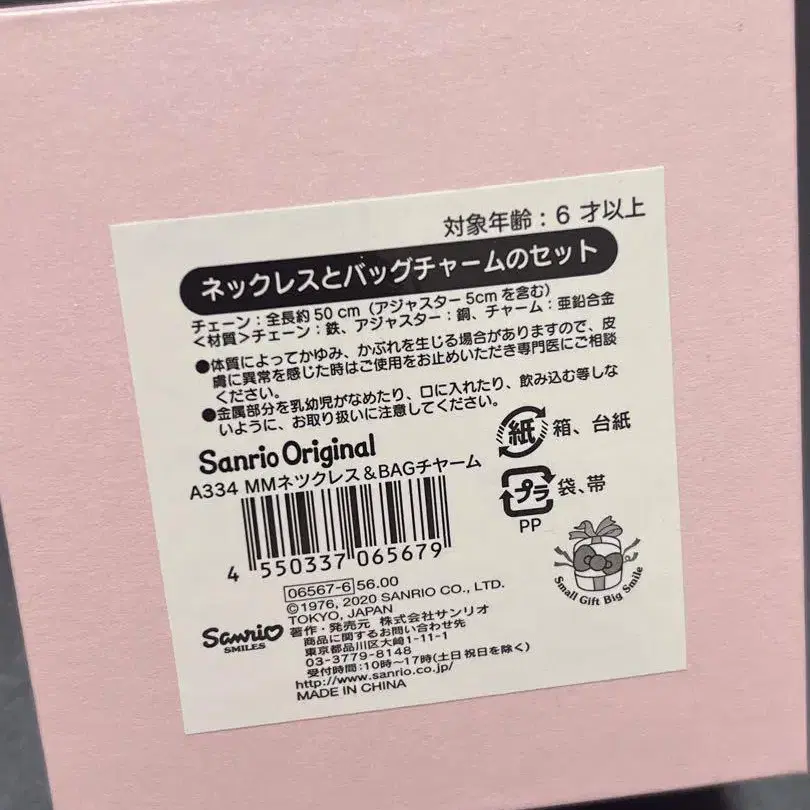 対象年齢：6 才以上
ネックレスとバッグチャームのセット
チェーン：全長約 50 cm（アジャスター 5cm を含む）
＜材質＞チェーン：鉄、アジャスター：銅、チャーム：亜鉛合金
●体質によってかゆみ、かぶれを生じる場合がありますので、皮
膚に異常を感じた時はご使用をお止めいただき専門医にご相談
ください。
●金属部分を乳幼児がなめたり、口に入れたり、飲み込む等しな
いように、お取り扱いに注意してください。
紙 箱、台紙
Sanrio Original
A334 MMネツクレス＆BAGチヤーム
プラ 袋、帯
PP
4 550337 065679
Small Gift Big Smile
06567-6 56.00
©1976, 2020 SANRIO CO., LTD.
TOKYO, JAPAN
Sanrio
SMILES
著作・発売元 株式会社サンリオ
商品に関するお問い合わせ先
東京都品川区大崎1-11-1
03-3779-8148
受付時間：10時〜17時(土日祝日を除く)
http://www.sanrio.co.jp/
MADE IN CHINA